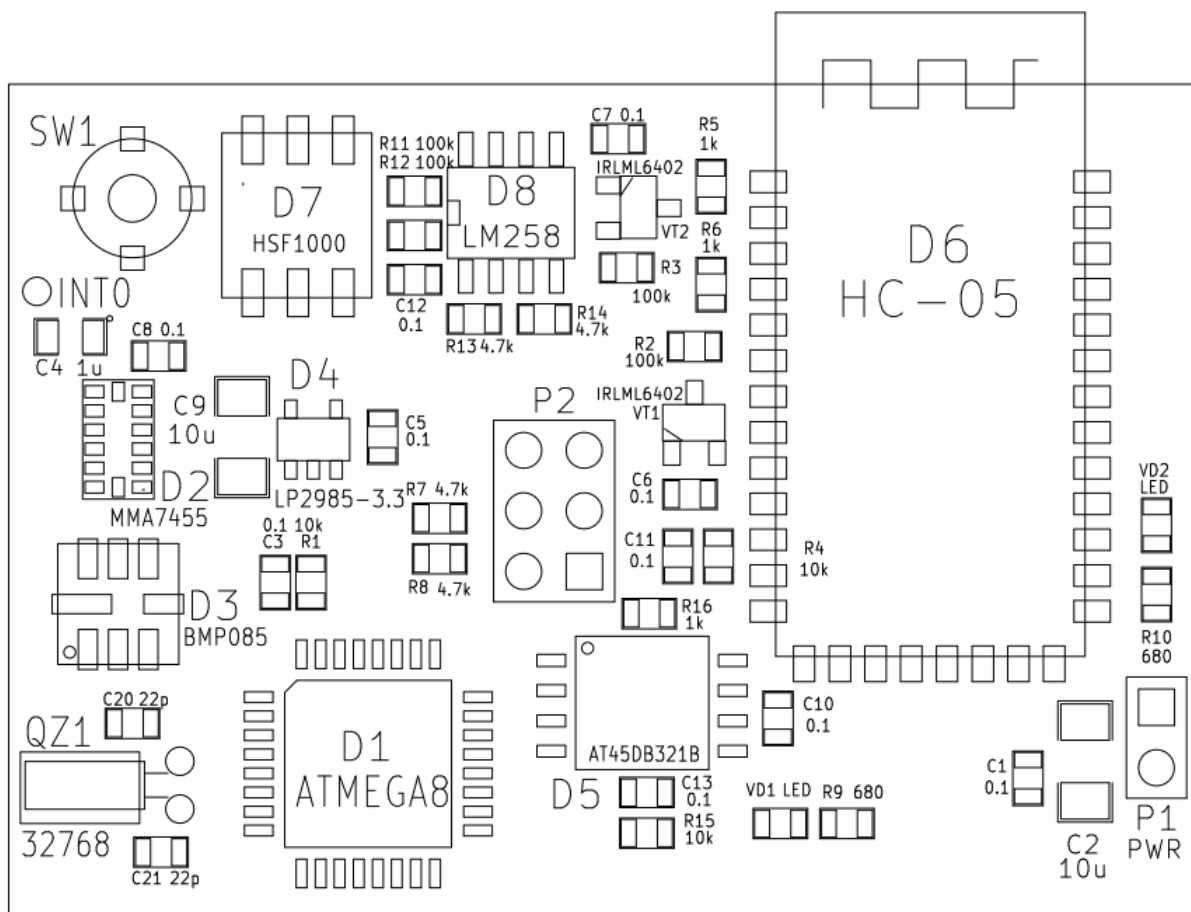 SW1
D7
HSF1000
R11 100k
R12 100k
D8
LM258
C7 0.1
IRLML6402
VT2
R5
1k
R6
1k
R3
100k
D6
HC-05
INT0
C4 1u
C8 0.1
C12
0.1
R13 4.7k
R14
4.7k
R2
100k
IRLML6402
VT1
D4
C9
10u
C5
0.1
P2
LP2985-3.3
D2
MMA7455
R7 4.7k
R8 4.7k
C6
0.1
C11
0.1
R4
10k
VD2
LED
0.1 10k
C3 R1
D3
BMP085
R16
1k
R10
680
C20 22p
QZ1
32768
C21 22p
D1
ATMEGA8
AT45DB321B
D5
C10
0.1
C13
0.1
R15
10k
VD1 LED
R9 680
C1
0.1
C2
10u
P1
PWR